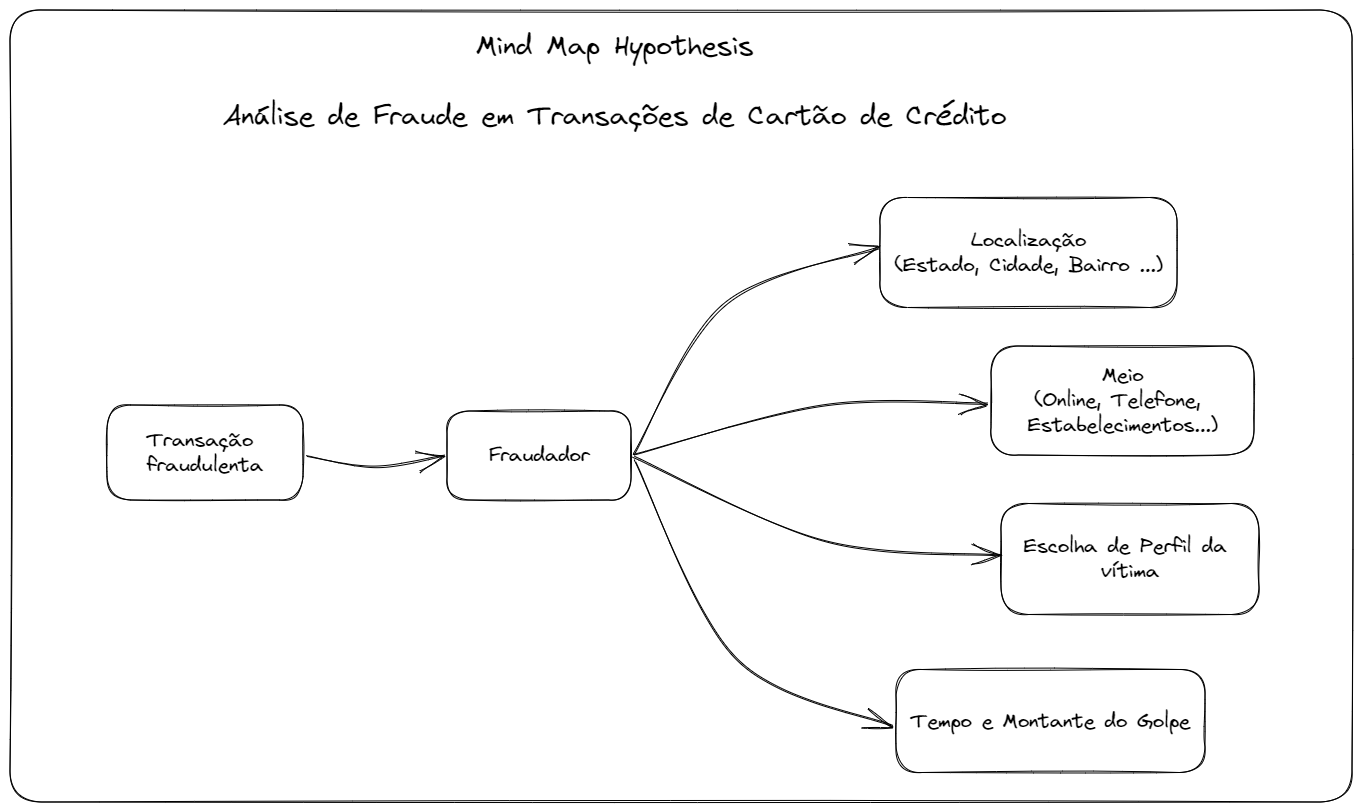 Mind Map Hypothesis
Análise de Fraude em Transações de Cartão de Crédito
Localização
(Estado, Cidade, Bairro ...)
Meio
(Online, Telefone,
Estabelecimentos...)
Transação
fraudulenta
Fraudador
Escolha de Perfil da
vítima
Tempo e Montante do Golpe